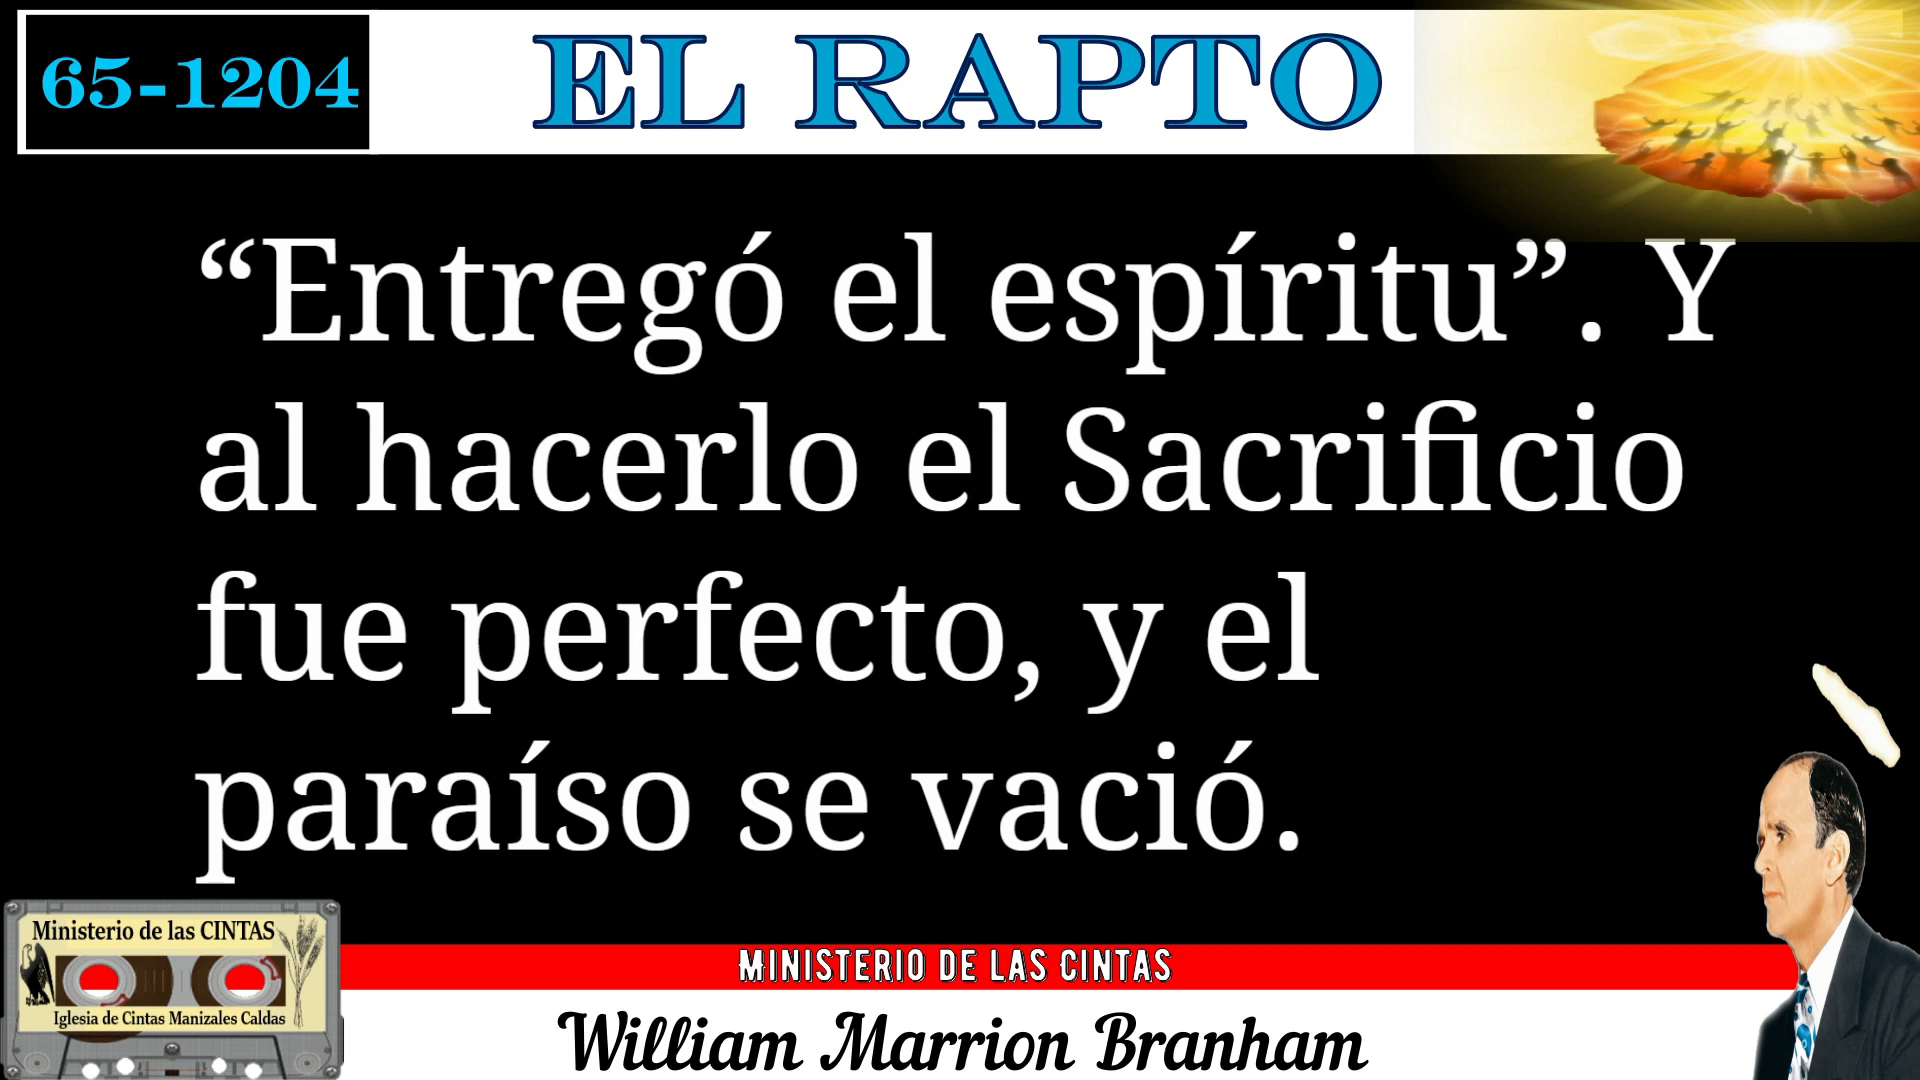 65-1204
EL RAPTO
“Entregó el espíritu”. Y
al hacerlo el Sacrificio
fue perfecto, y el
paraíso se vació.
Ministerio de las CINTAS
Iglesia de Cintas Manizales Caldas
MINISTERIO DE LAS CINTAS
William Marrion Branham